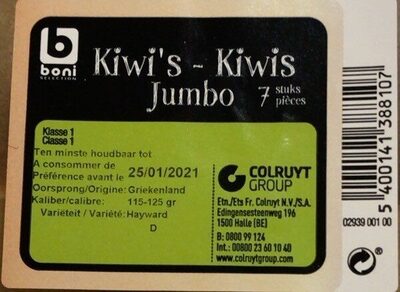 b
boni
SELECTION
Kiwi's - Kiwis
Jumbo 7 stuks pièces
Klasse 1
Classe 1
Ten minste houdbaar tot
A consommer de
Préférence avant le 25/01/2021
Oorsprong/Origine: Griekenland
Kaliber/calibre: 115-125 gr
Variëteit / Variété: Hayward
D
COLRUYT
GROUP
Etn./Ets Fr. Colruyt N.V./S.A.
Edingensesteenweg 196
1500 Halle (BE)
B: 0800 99 124
Int.: 00800 23 60 10 40
www.colruytgroup.com
5 400141 388107
02939 001 00
CE